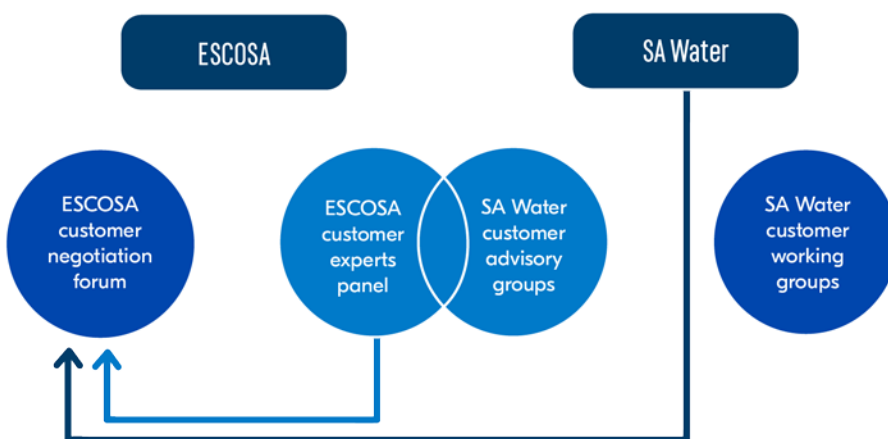 ESCOSA
SA Water
ESCOSA
customer
negotiation
forum
ESCOSA
customer
experts
panel
SA Water
customer
advisory
groups
SA Water
customer
working
groups